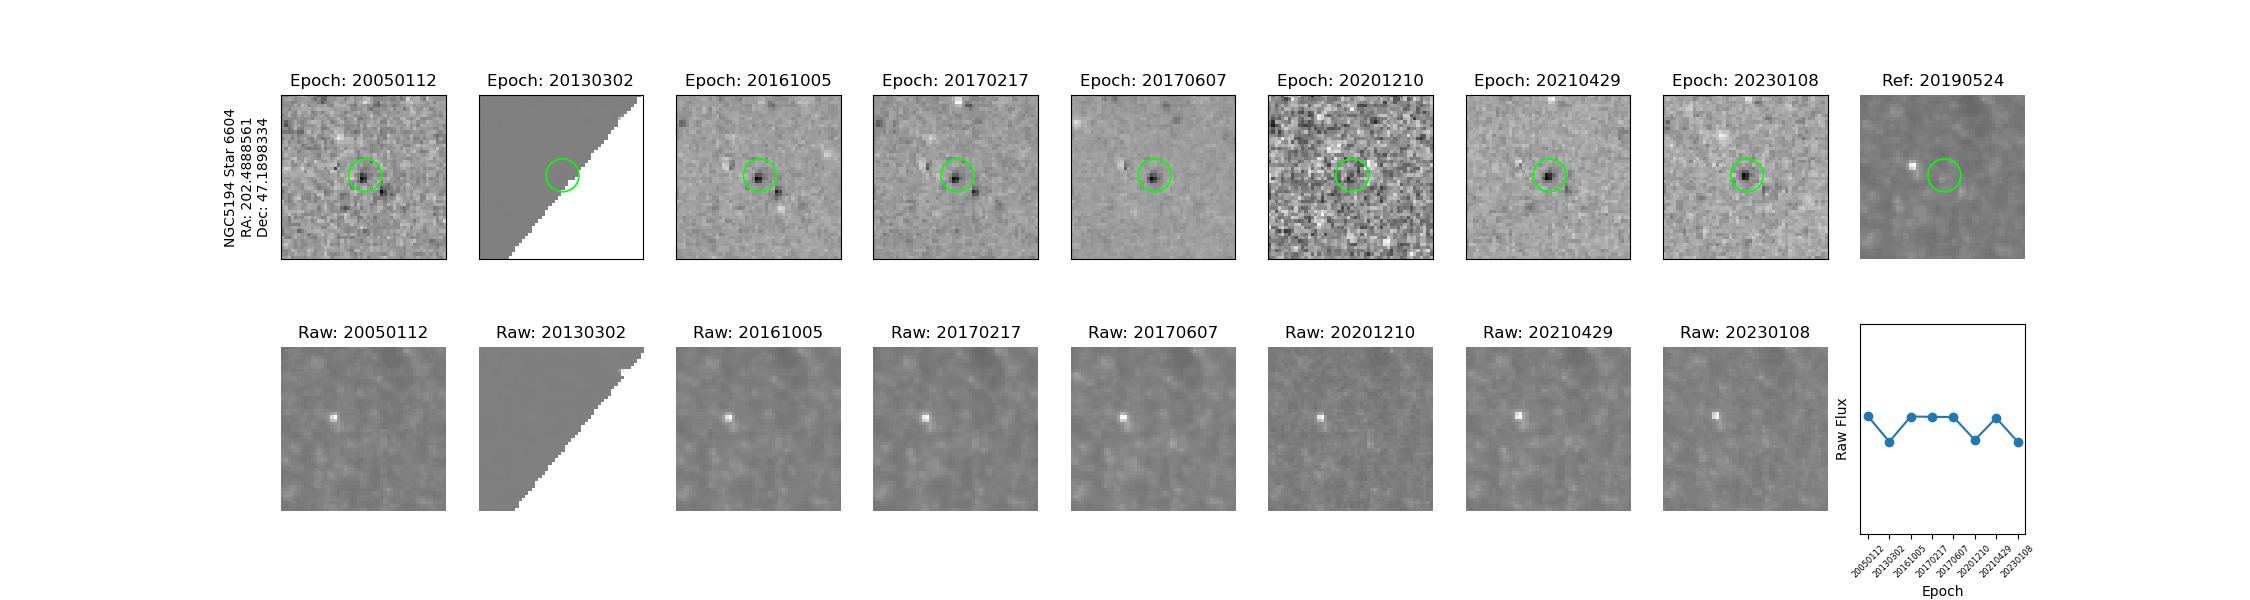 Epoch: 20050112
Epoch: 20130302
Epoch: 20161005
Epoch: 20170217
Epoch: 20170607
Epoch: 20201210
Epoch: 20210429
Epoch: 20230108
Ref: 20190524
NGC5194 Star 6604
RA: 202.4888561
Dec: 47.1898334
Raw: 20050112
Raw: 20130302
Raw: 20161005
Raw: 20170217
Raw: 20170607
Raw: 20201210
Raw: 20210429
Raw: 20230108
Raw Flux
20050112
20130302
20161005
20170217
20170607
20201210
20210429
20230108
Epoch